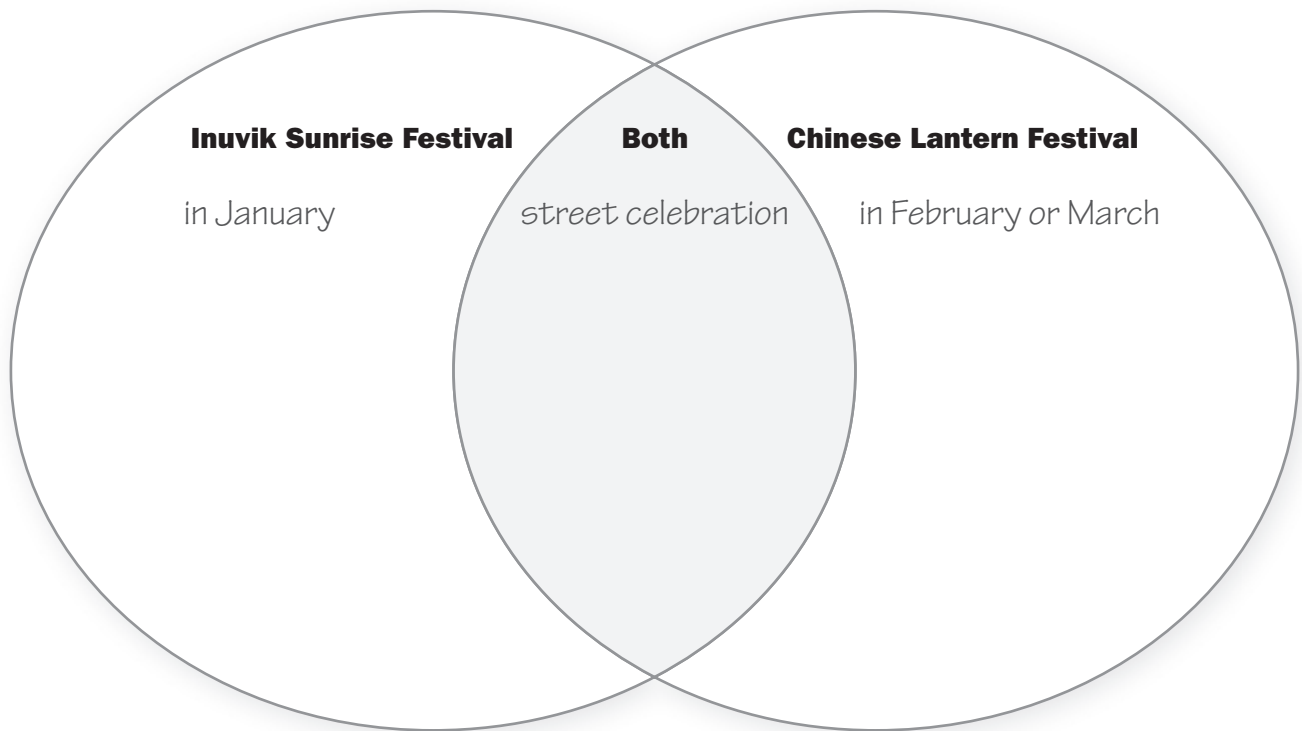 Inuvik Sunrise Festival Both Chinese Lantern Festival
in January street celebration in February or March